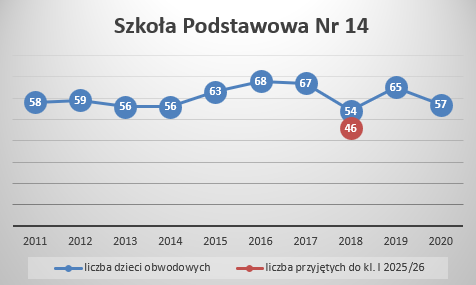 Szkoła Podstawowa Nr 14
58 59 56 56 63 68 67 54 65 57
46
2011 2012 2013 2014 2015 2016 2017 2018 2019 2020
liczba dzieci obwodowych liczba przyjętych do kl. I 2025/26